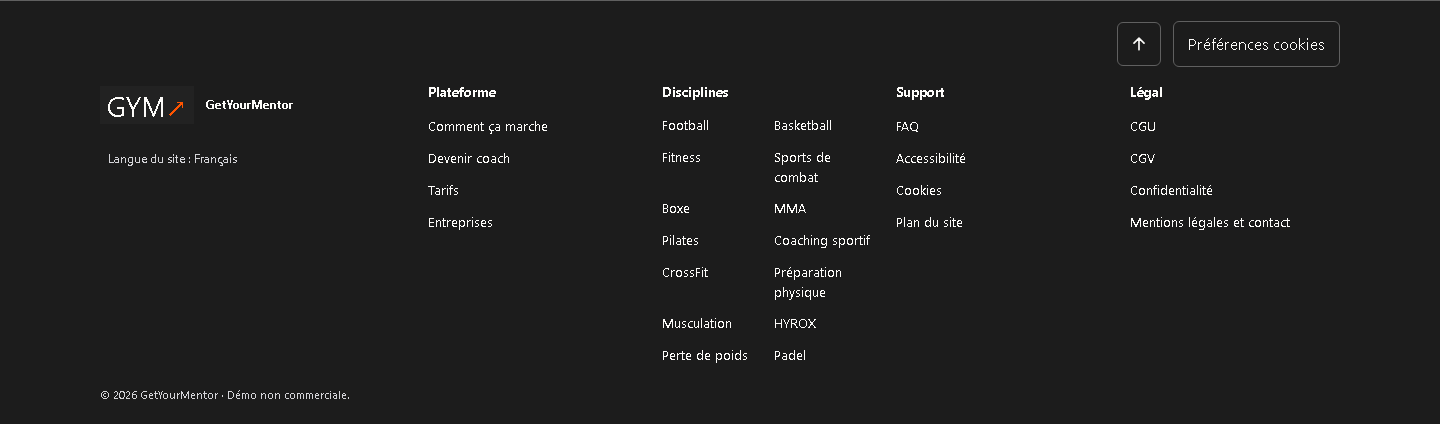 Préférences cookies
GYM↗ GetYourMentor
Langue du site : Français
Plateforme
Comment ça marche
Devenir coach
Tarifs
Entreprises
Disciplines
Football
Basketball
Fitness
Sports de
combat
Boxe
MMA
Pilates
Coaching sportif
CrossFit
Préparation
physique
Musculation
HYROX
Perte de poids
Padel
Support
FAQ
Accessibilité
Cookies
Plan du site
Légal
CGU
CGV
Confidentialité
Mentions légales et contact
© 2026 GetYourMentor · Démo non commerciale.